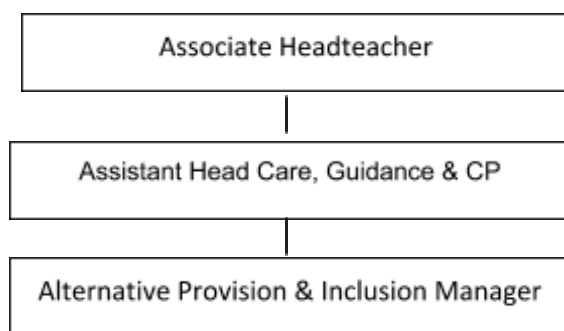 Associate Headteacher
Assistant Head Care, Guidance & CP
Alternative Provision & Inclusion Manager